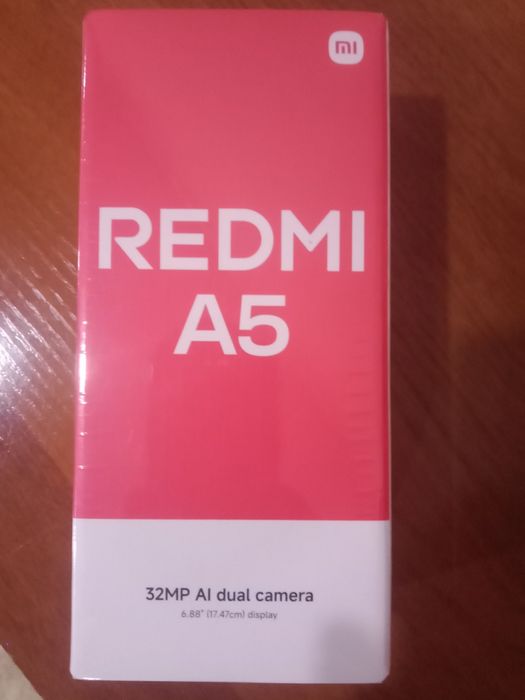 mi
REDMI
A5
32MP AI dual camera
6.88" (17.47cm) display